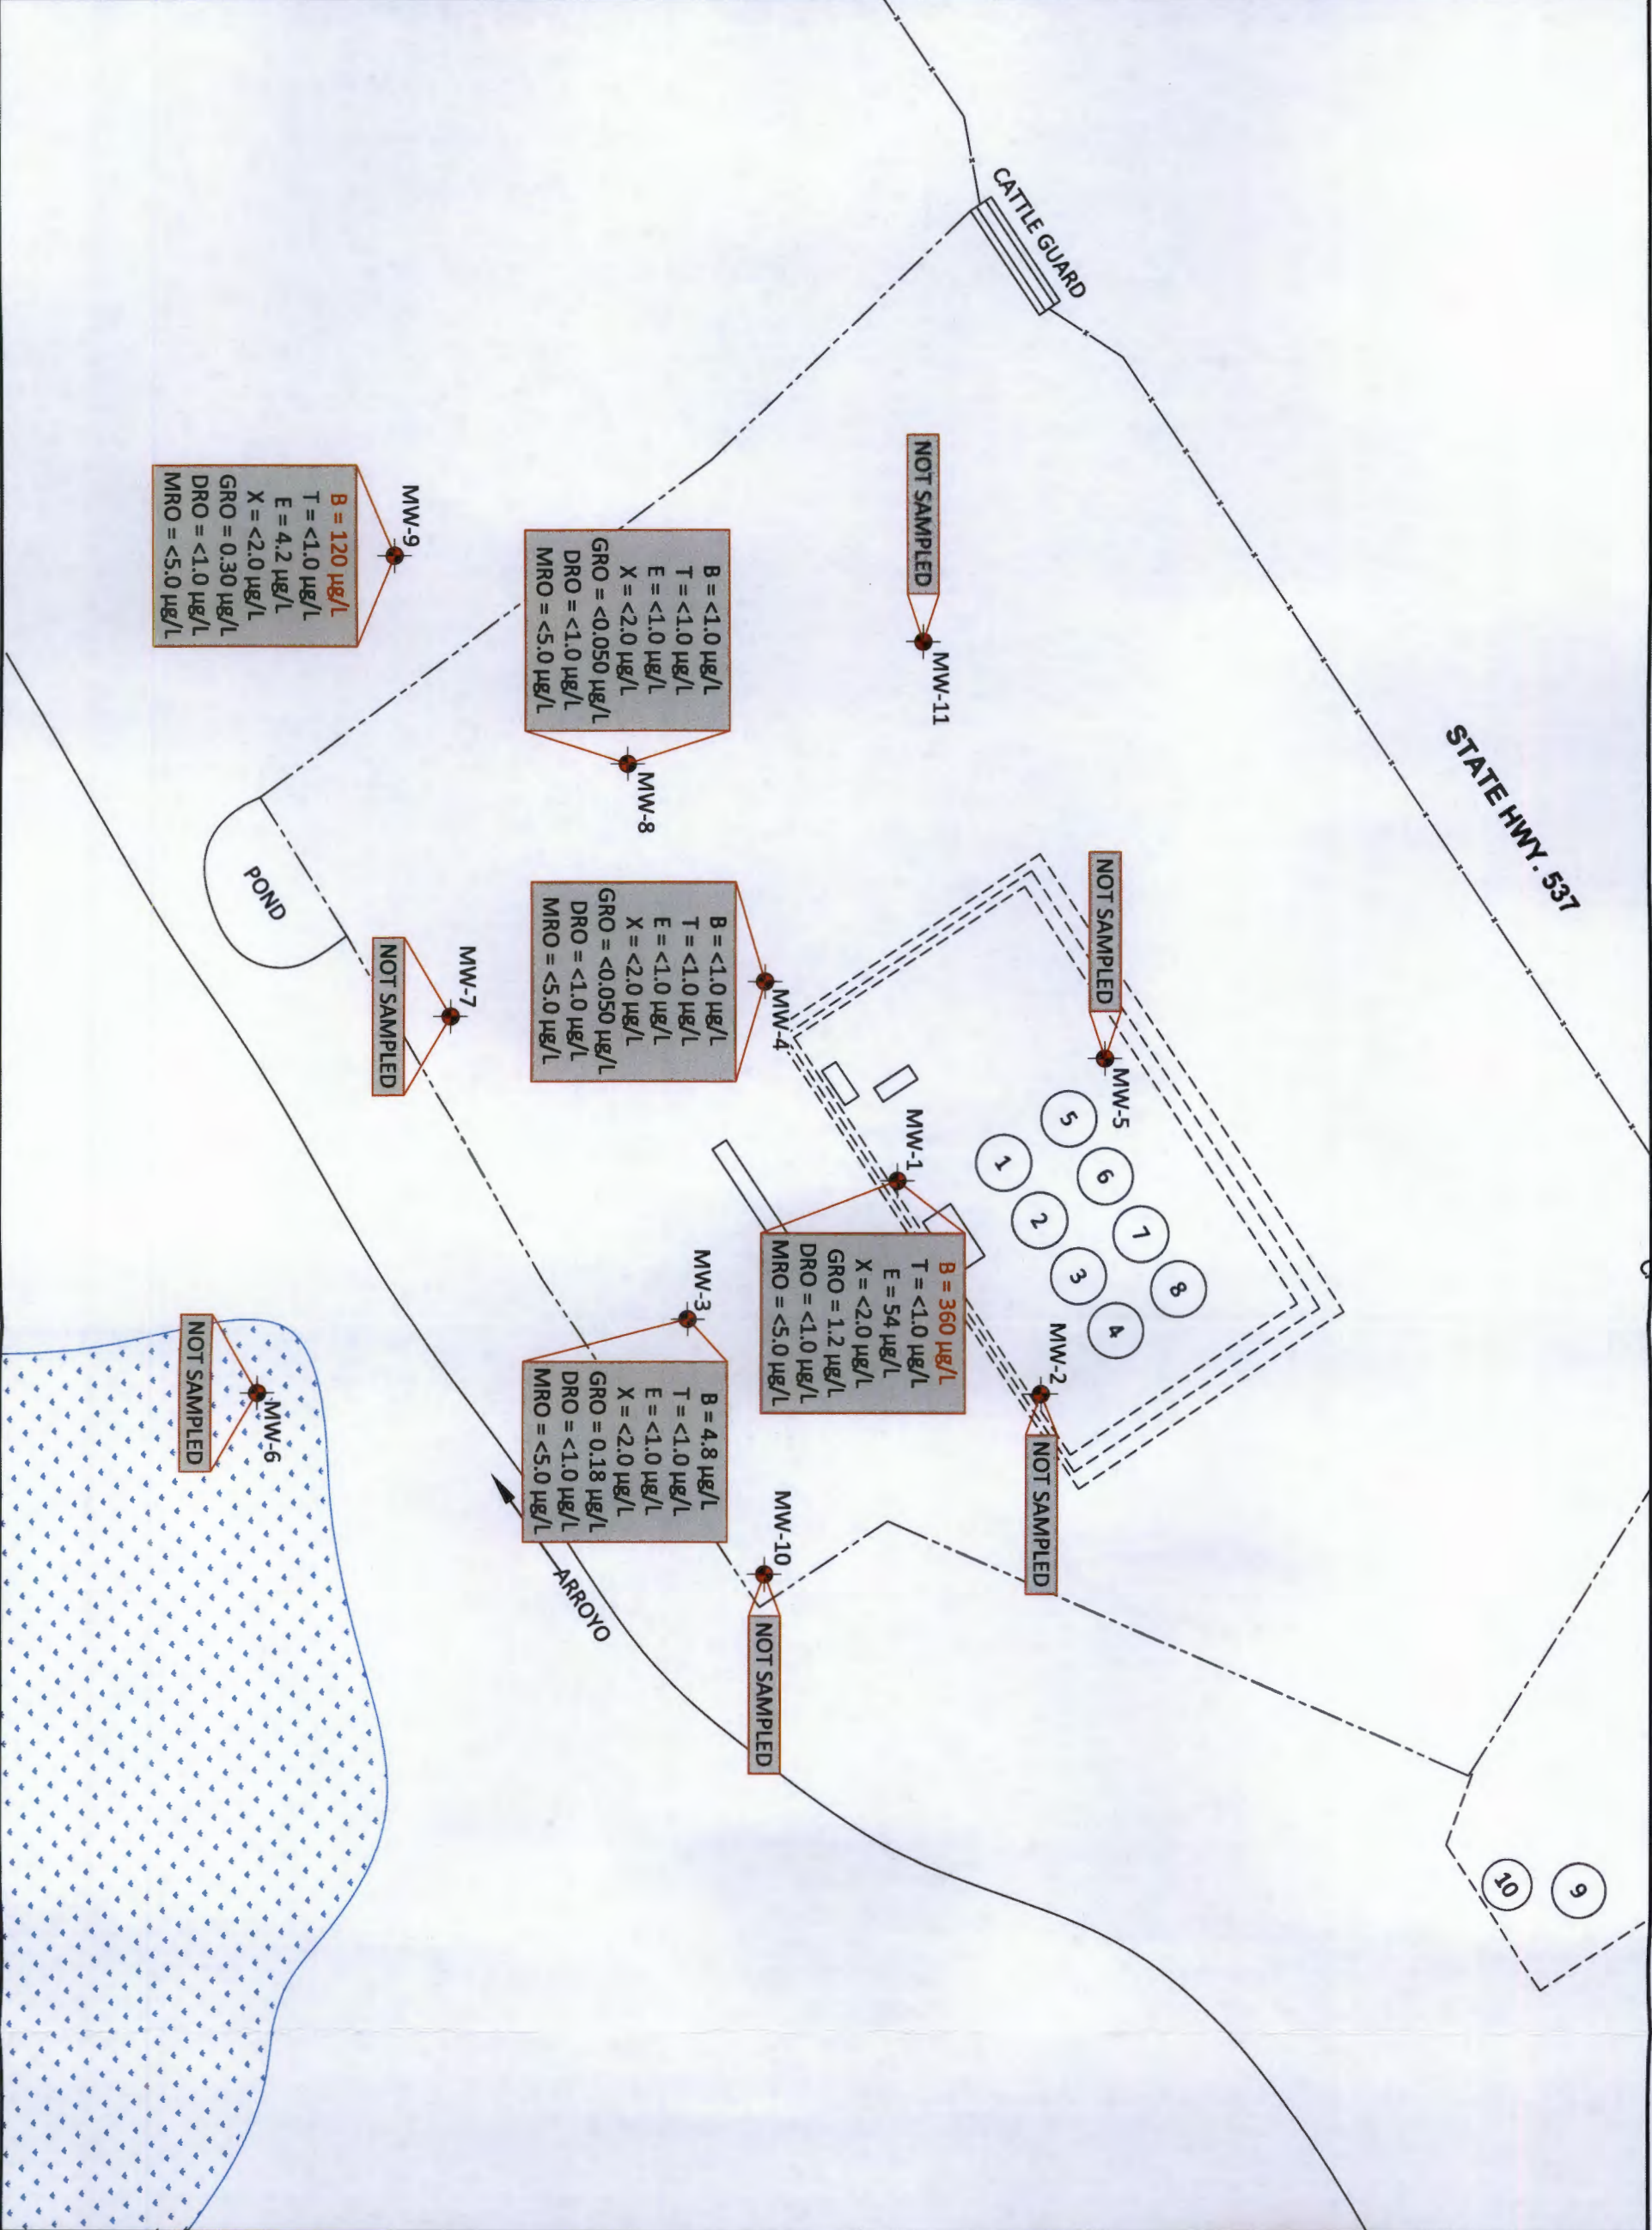 STATE HWY. 537
CATTLE GUARD
NOT SAMPLED
MW-11
NOT SAMPLED
MW-5
5
6
7
8
1
2
3
4
9
10
MW-2
NOT SAMPLED
MW-1
B = 360 µg/L
T = <1.0 µg/L
E = 54 µg/L
X = <2.0 µg/L
GRO = 1.2 µg/L
DRO = <1.0 µg/L
MRO = <5.0 µg/L
B = <1.0 µg/L
T = <1.0 µg/L
E = <1.0 µg/L
X = <2.0 µg/L
GRO = <0.050 µg/L
DRO = <1.0 µg/L
MRO = <5.0 µg/L
MW-8
MW-4
B = <1.0 µg/L
T = <1.0 µg/L
E = <1.0 µg/L
X = <2.0 µg/L
GRO = <0.050 µg/L
DRO = <1.0 µg/L
MRO = <5.0 µg/L
MW-3
B = 4.8 µg/L
T = <1.0 µg/L
E = <1.0 µg/L
X = <2.0 µg/L
GRO = 0.18 µg/L
DRO = <1.0 µg/L
MRO = <5.0 µg/L
MW-10
NOT SAMPLED
ARROYO
MW-9
B = 120 µg/L
T = <1.0 µg/L
E = 4.2 µg/L
X = <2.0 µg/L
GRO = 0.30 µg/L
DRO = <1.0 µg/L
MRO = <5.0 µg/L
MW-7
NOT SAMPLED
POND
MW-6
NOT SAMPLED